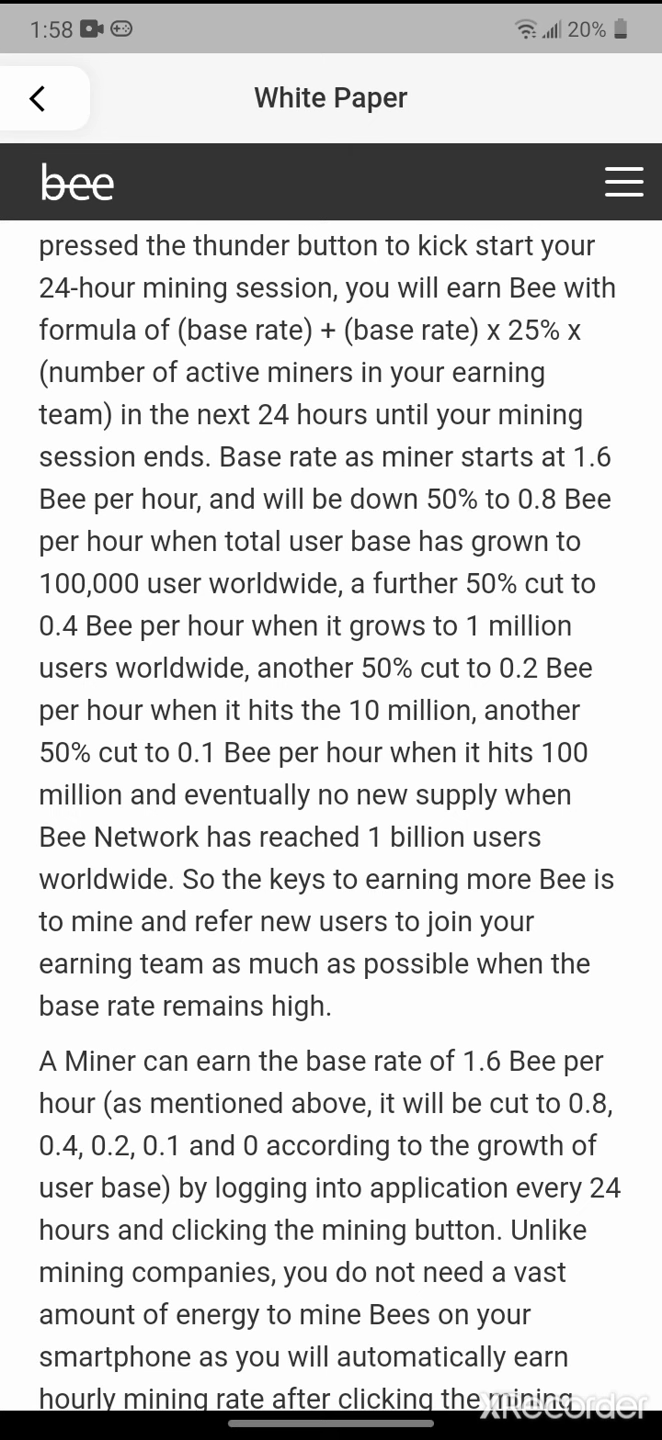 1:58 20%
White Paper
bee
pressed the thunder button to kick start your
24-hour mining session, you will earn Bee with
formula of (base rate) + (base rate) x 25% x
(number of active miners in your earning
team) in the next 24 hours until your mining
session ends. Base rate as miner starts at 1.6
Bee per hour, and will be down 50% to 0.8 Bee
per hour when total user base has grown to
100,000 user worldwide, a further 50% cut to
0.4 Bee per hour when it grows to 1 million
users worldwide, another 50% cut to 0.2 Bee
per hour when it hits the 10 million, another
50% cut to 0.1 Bee per hour when it hits 100
million and eventually no new supply when
Bee Network has reached 1 billion users
worldwide. So the keys to earning more Bee is
to mine and refer new users to join your
earning team as much as possible when the
base rate remains high.
A Miner can earn the base rate of 1.6 Bee per
hour (as mentioned above, it will be cut to 0.8,
0.4, 0.2, 0.1 and 0 according to the growth of
user base) by logging into application every 24
hours and clicking the mining button. Unlike
mining companies, you do not need a vast
amount of energy to mine Bees on your
smartphone as you will automatically earn
hourly mining rate after clicking the mining
XRecorder